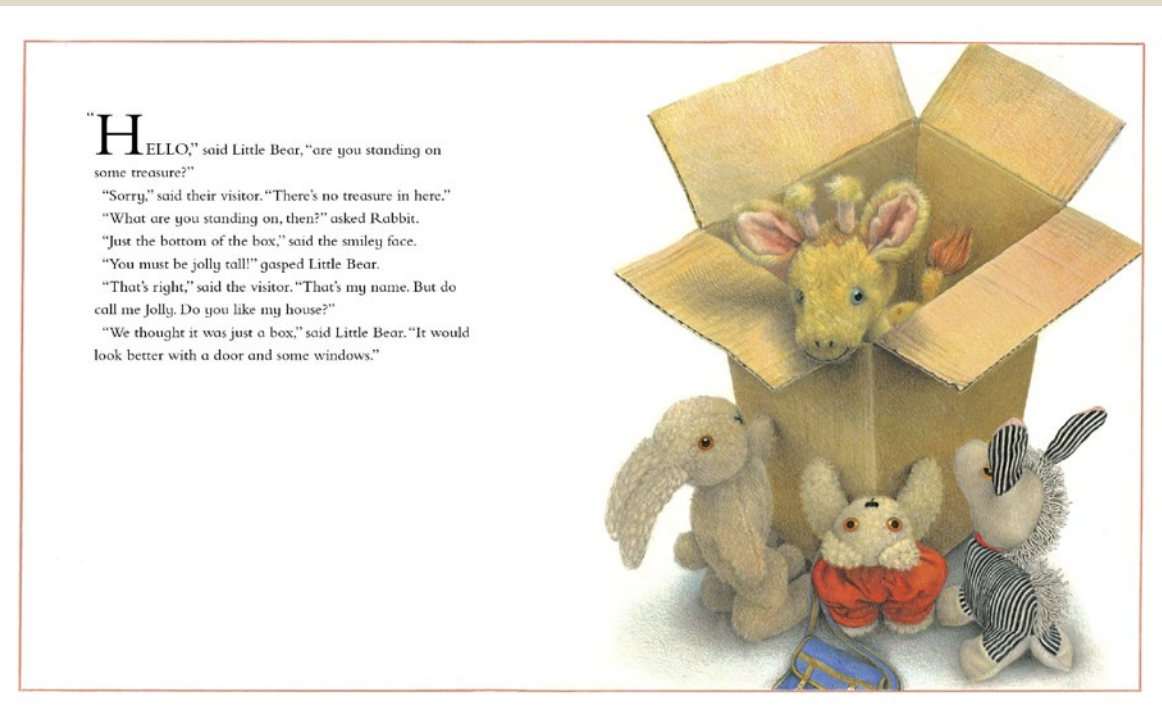 “HELLO,” said Little Bear, “are you standing on
some treasure?”
“Sorry,” said their visitor. “There’s no treasure in here.”
“What are you standing on, then?” asked Rabbit.
“Just the bottom of the box,” said the smiley face.
“You must be jolly tall!” gasped Little Bear.
“That’s right,” said the visitor. “That’s my name. But do
call me Jolly. Do you like my house?”
“We thought it was just a box,” said Little Bear. “It would
look better with a door and some windows.”